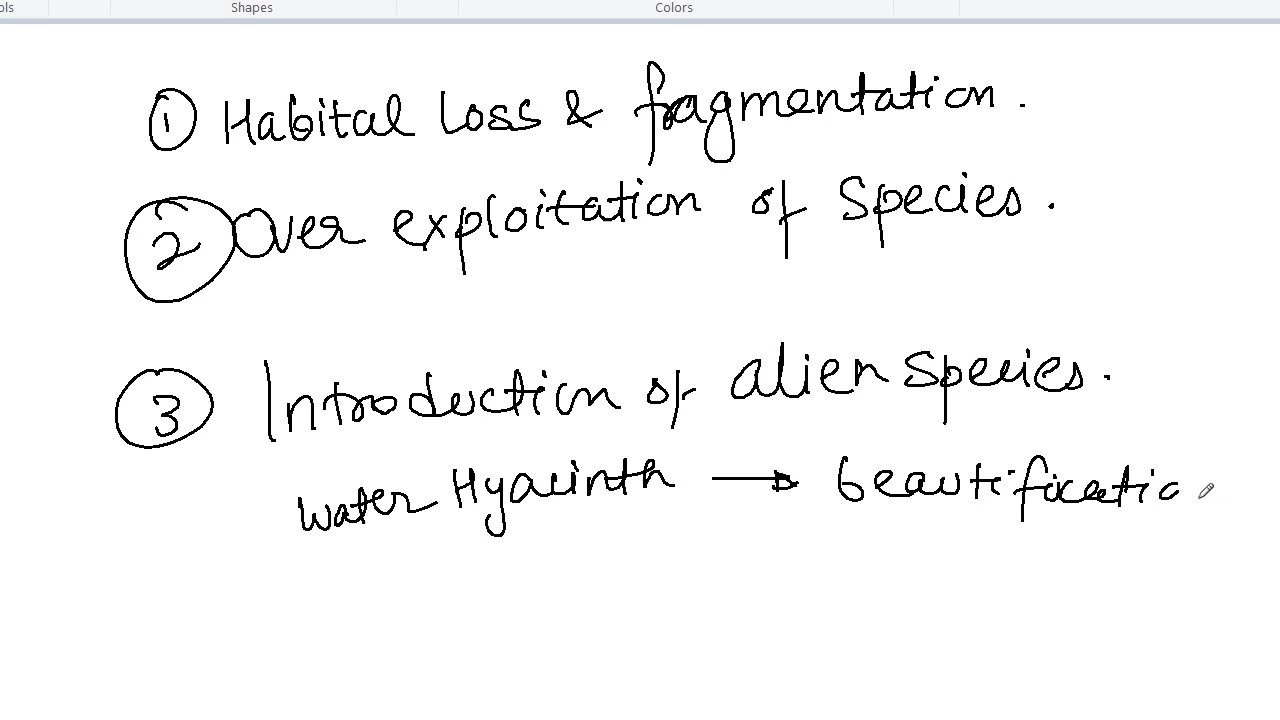 ols Shapes Colors
① Habital Loss & fragmentation.
② Over exploitation of Species.
③ Introduction of alien Species.
Water Hyacinth → beautificatio